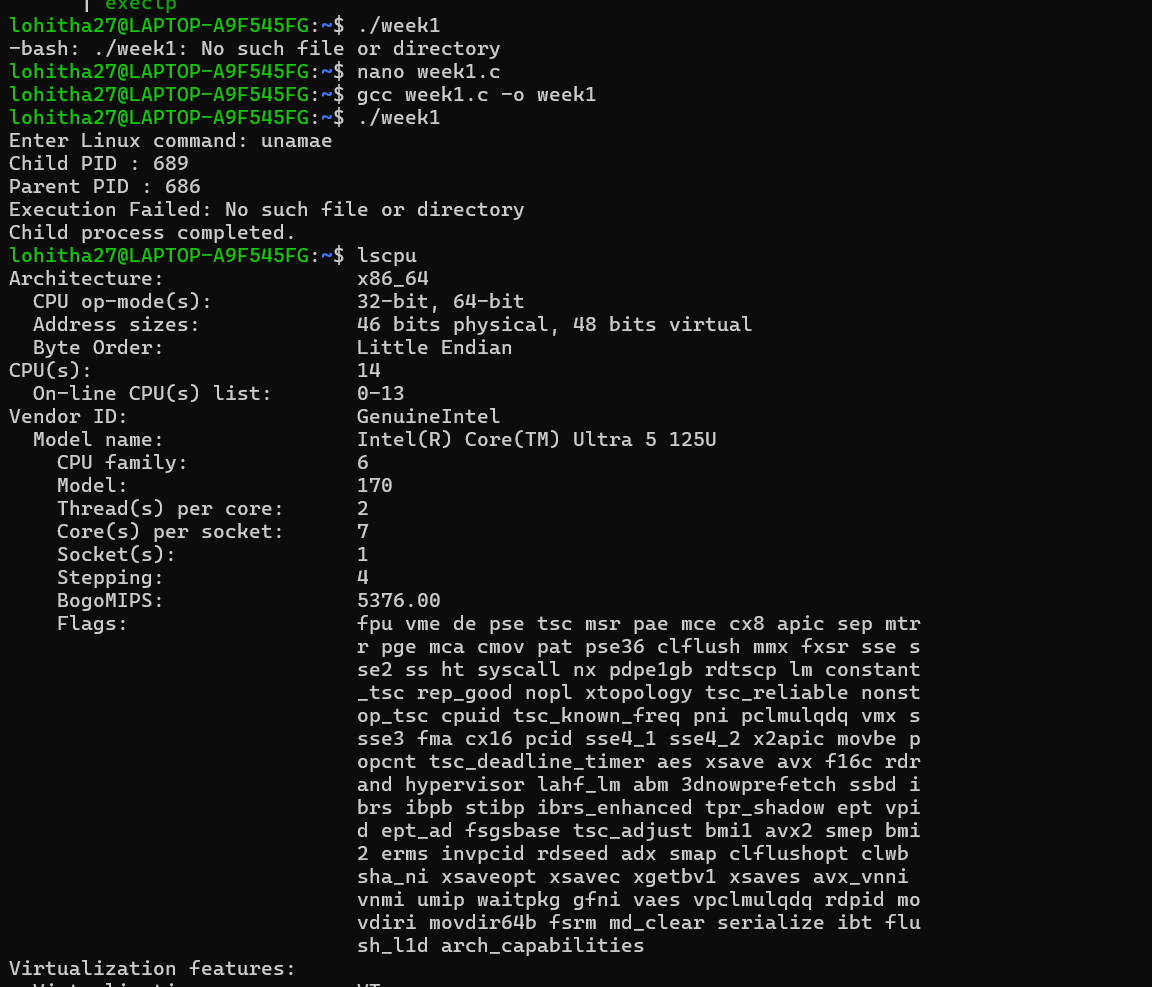 | execlp
lohitha27@LAPTOP-A9F545FG:~$ ./week1
-bash: ./week1: No such file or directory
lohitha27@LAPTOP-A9F545FG:~$ nano week1.c
lohitha27@LAPTOP-A9F545FG:~$ gcc week1.c -o week1
lohitha27@LAPTOP-A9F545FG:~$ ./week1
Enter Linux command: unamae
Child PID : 689
Parent PID : 686
Execution Failed: No such file or directory
Child process completed.
lohitha27@LAPTOP-A9F545FG:~$ lscpu
Architecture: x86_64
CPU op-mode(s): 32-bit, 64-bit
Address sizes: 46 bits physical, 48 bits virtual
Byte Order: Little Endian
CPU(s): 14
On-line CPU(s) list: 0-13
Vendor ID: GenuineIntel
Model name: Intel(R) Core(TM) Ultra 5 125U
CPU family: 6
Model: 170
Thread(s) per core: 2
Core(s) per socket: 7
Socket(s): 1
Stepping: 4
BogoMIPS: 5376.00
Flags: fpu vme de pse tsc msr pae mce cx8 apic sep mtr
r pge mca cmov pat pse36 clflush mmx fxsr sse s
se2 ss ht syscall nx pdpe1gb rdtscp lm constant
_tsc rep_good nopl xtopology tsc_reliable nonst
op_tsc cpuid tsc_known_freq pni pclmulqdq vmx s
sse3 fma cx16 pcid sse4_1 sse4_2 x2apic movbe p
opcnt tsc_deadline_timer aes xsave avx f16c rdr
and hypervisor lahf_lm abm 3dnowprefetch ssbd i
brs ibpb stibp ibrs_enhanced tpr_shadow ept vpi
d ept_ad fsgsbase tsc_adjust bmi1 avx2 smep bmi
2 erms invpcid rdseed adx smap clflushopt clwb
sha_ni xsaveopt xsavec xgetbv1 xsaves avx_vnni
vnmi umip waitpkg gfni vaes vpclmulqdq rdpid mo
vdiri movdir64b fsrm md_clear serialize ibt flu
sh_l1d arch_capabilities
Virtualization features: